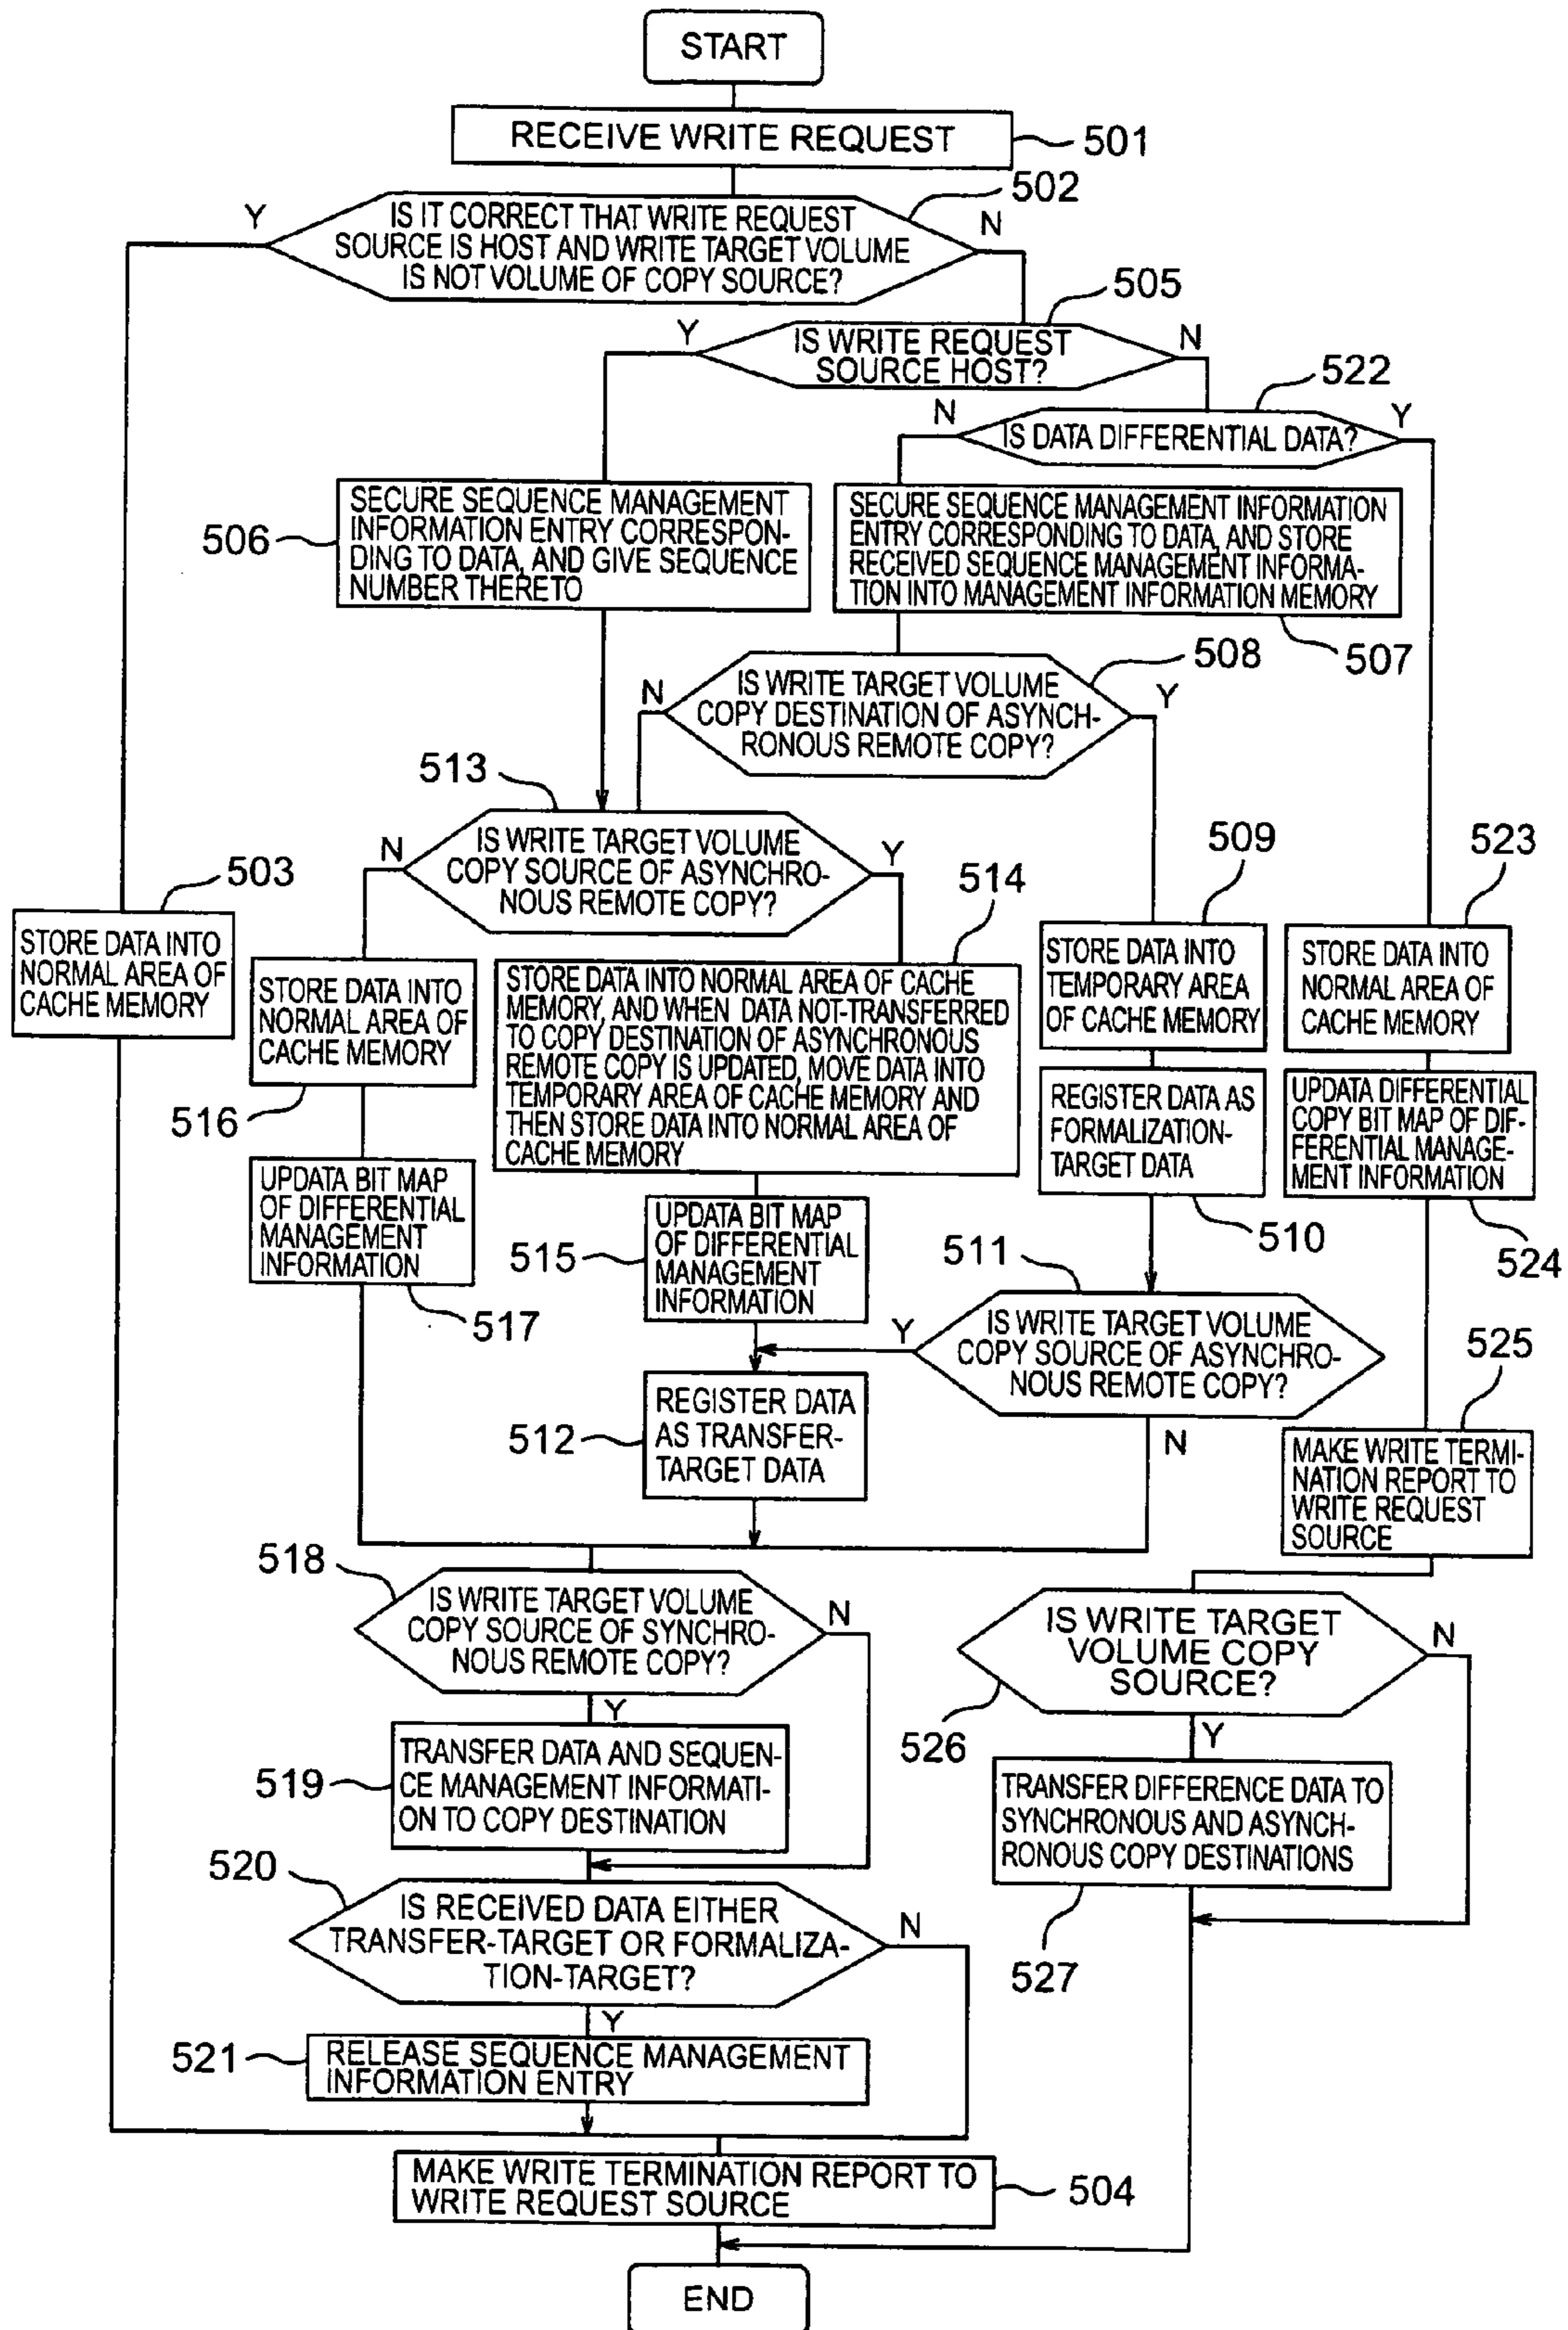 START
RECEIVE WRITE REQUEST
501
502
Y
IS IT CORRECT THAT WRITE REQUEST
SOURCE IS HOST AND WRITE TARGET VOLUME
IS NOT VOLUME OF COPY SOURCE?
N
505
Y
IS WRITE REQUEST
SOURCE HOST?
N
522
N
IS DATA DIFFERENTIAL DATA?
Y
506
SECURE SEQUENCE MANAGEMENT
INFORMATION ENTRY CORRESPON-
DING TO DATA, AND GIVE SEQUENCE
NUMBER THERETO
SECURE SEQUENCE MANAGEMENT INFORMATION
ENTRY CORRESPONDING TO DATA, AND STORE
RECEIVED SEQUENCE MANAGEMENT INFORMA-
TION INTO MANAGEMENT INFORMATION MEMORY
507
508
N
IS WRITE TARGET VOLUME
COPY DESTINATION OF ASYNCH-
RONOUS REMOTE COPY?
Y
513
N
IS WRITE TARGET VOLUME
COPY SOURCE OF ASYNCHRO-
NOUS REMOTE COPY?
Y
503
STORE DATA INTO
NORMAL AREA OF
CACHE MEMORY
STORE DATA INTO
NORMAL AREA OF
CACHE MEMORY
516
514
STORE DATA INTO NORMAL AREA OF CACHE
MEMORY, AND WHEN DATA NOT-TRANSFERRED
TO COPY DESTINATION OF ASYNCHRONOUS
REMOTE COPY IS UPDATED, MOVE DATA INTO
TEMPORARY AREA OF CACHE MEMORY AND
THEN STORE DATA INTO NORMAL AREA OF
CACHE MEMORY
509
STORE DATA INTO
TEMPORARY AREA
OF CACHE MEMORY
523
STORE DATA INTO
NORMAL AREA OF
CACHE MEMORY
REGISTER DATA AS
FORMALIZATION-
TARGET DATA
510
UPDATA DIFFERENTIAL
COPY BIT MAP OF DIF-
FERENTIAL MANAGE-
MENT INFORMATION
524
UPDATA BIT MAP
OF DIFFERENTIAL
MANAGEMENT
INFORMATION
517
515
UPDATA BIT MAP
OF DIFFERENTIAL
MANAGEMENT
INFORMATION
511
Y
IS WRITE TARGET VOLUME
COPY SOURCE OF ASYNCHRO-
NOUS REMOTE COPY?
N
512
REGISTER DATA
AS TRANSFER-
TARGET DATA
525
MAKE WRITE TERMI-
NATION REPORT TO
WRITE REQUEST
SOURCE
518
IS WRITE TARGET VOLUME
COPY SOURCE OF SYNCHRO-
NOUS REMOTE COPY?
N
Y
IS WRITE TARGET
VOLUME COPY
SOURCE?
N
526
Y
519
TRANSFER DATA AND SEQUEN-
CE MANAGEMENT INFORMATI-
ON TO COPY DESTINATION
TRANSFER DIFFERENCE DATA TO
SYNCHRONOUS AND ASYNCH-
RONOUS COPY DESTINATIONS
527
520
IS RECEIVED DATA EITHER
TRANSFER-TARGET OR FORMALIZA-
TION-TARGET?
N
Y
521
RELEASE SEQUENCE MANAGEMENT
INFORMATION ENTRY
MAKE WRITE TERMINATION REPORT TO
WRITE REQUEST SOURCE
504
END